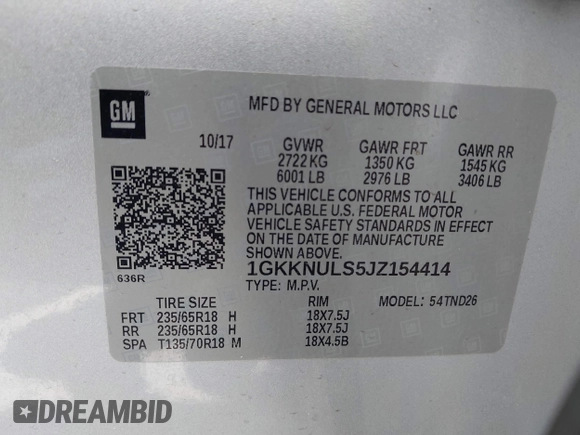 GM
MFD BY GENERAL MOTORS LLC
10/17 GVWR GAWR FRT GAWR RR
2722 KG 1350 KG 1545 KG
6001 LB 2976 LB 3406 LB
THIS VEHICLE CONFORMS TO ALL
APPLICABLE U.S. FEDERAL MOTOR
VEHICLE SAFETY STANDARDS IN EFFECT
ON THE DATE OF MANUFACTURE
SHOWN ABOVE.
1GKKNULS5JZ154414
636R
TYPE: M.P.V.
TIRE SIZE RIM MODEL: 54TND26
FRT 235/65R18 H 18X7.5J
RR 235/65R18 H 18X7.5J
SPA T135/70R18 M 18X4.5B
DREAMBID